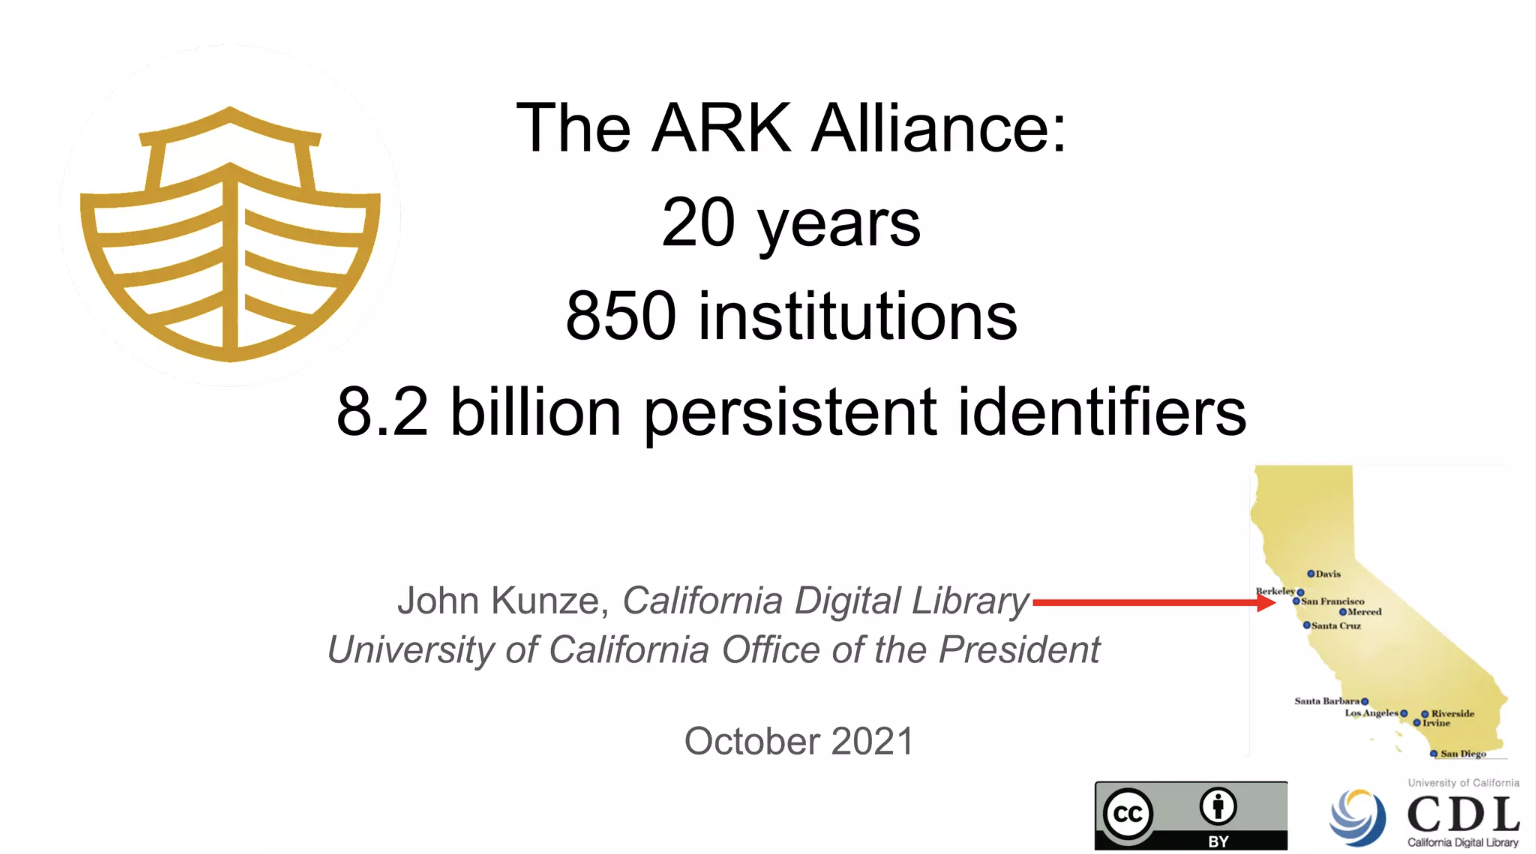 The ARK Alliance:
20 years
850 institutions
8.2 billion persistent identifiers
John Kunze, California Digital Library
University of California Office of the President
October 2021
Davis
Berkeley
San Francisco
Merced
Santa Cruz
Santa Barbara
Los Angeles
Riverside
Irvine
San Diego
cc
BY
University of California
CDL
California Digital Library